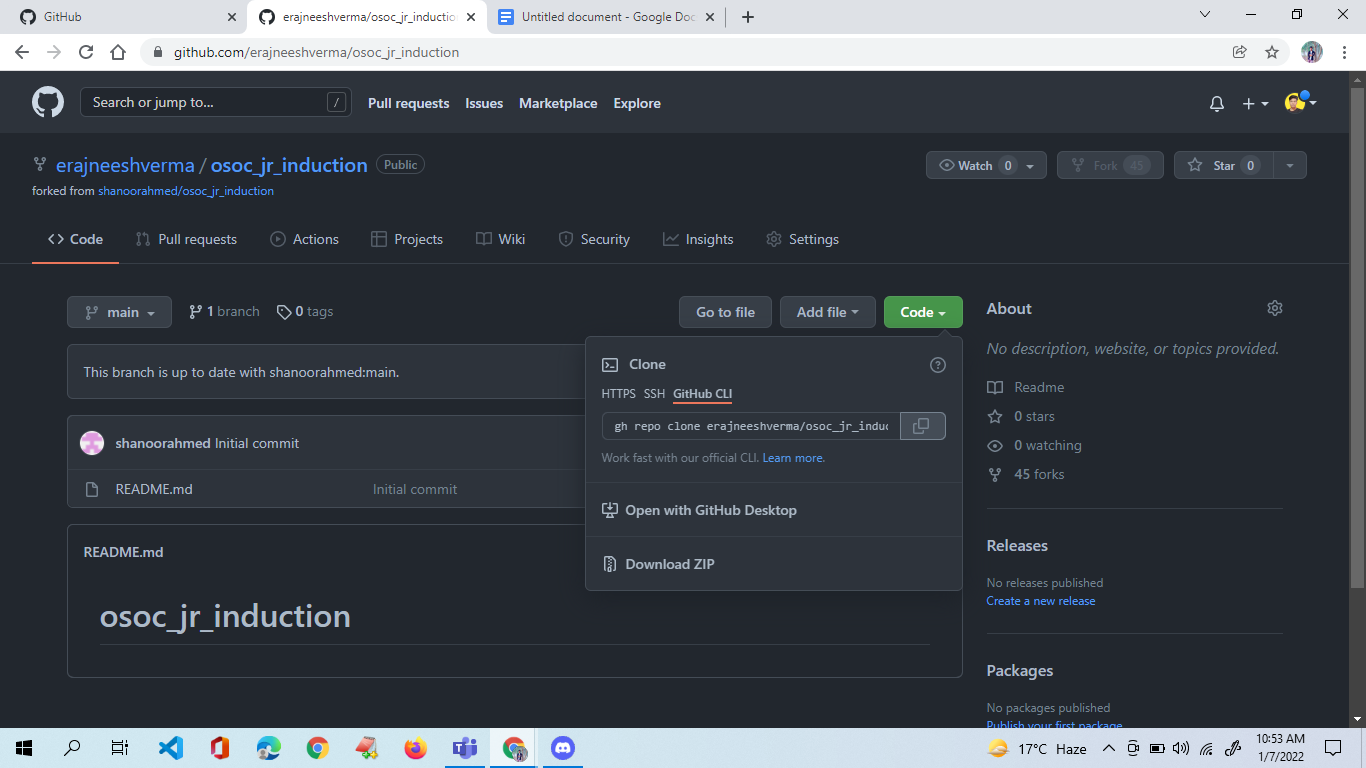 GitHub
erajneeshverma/osoc_jr_induction
Untitled document - Google Doc
github.com/erajneeshverma/osoc_jr_induction
Search or jump to... /
Pull requests Issues Marketplace Explore
erajneeshverma / osoc_jr_induction Public
Watch 0 Fork 45 Star 0
forked from shanoorahmed/osoc_jr_induction
Code Pull requests Actions Projects Wiki Security Insights Settings
main 1 branch 0 tags Go to file Add file Code
About
No description, website, or topics provided.
Readme
0 stars
0 watching
45 forks
This branch is up to date with shanoorahmed:main.
shanoorahmed Initial commit
README.md Initial commit
README.md
osoc_jr_induction
Clone
HTTPS SSH GitHub CLI
gh repo clone erajneeshverma/osoc_jr_induc
Work fast with our official CLI. Learn more.
Open with GitHub Desktop
Download ZIP
Releases
No releases published
Create a new release
Packages
No packages published
Publish your first package
17°C Haze
10:53 AM
1/7/2022